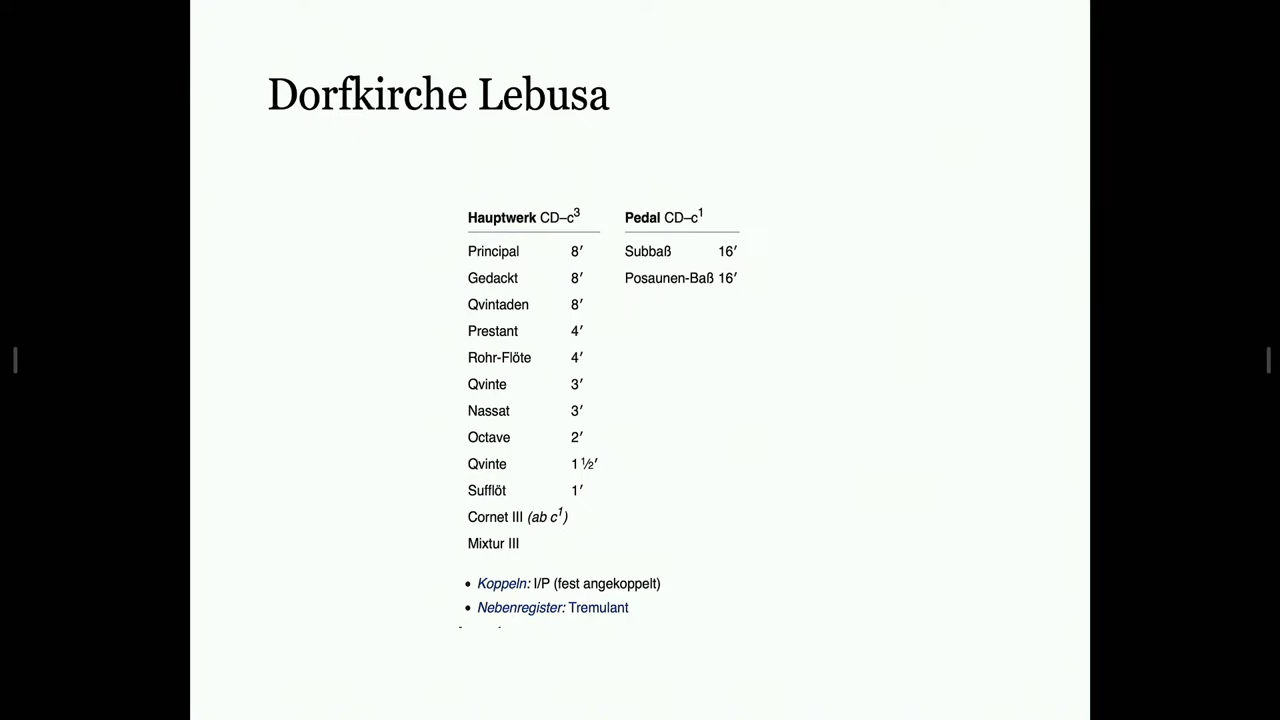 Dorfkirche Lebusa
Hauptwerk CD–c3
Principal 8′
Gedackt 8′
Qvintaden 8′
Prestant 4′
Rohr-Flöte 4′
Qvinte 3′
Nassat 3′
Octave 2′
Qvinte 1 ½′
Sufflöt 1′
Cornet III (ab c1)
Mixtur III
Pedal CD–c1
Subbaß 16′
Posaunen-Baß 16′
• Koppeln: I/P (fest angekoppelt)
• Nebenregister: Tremulant